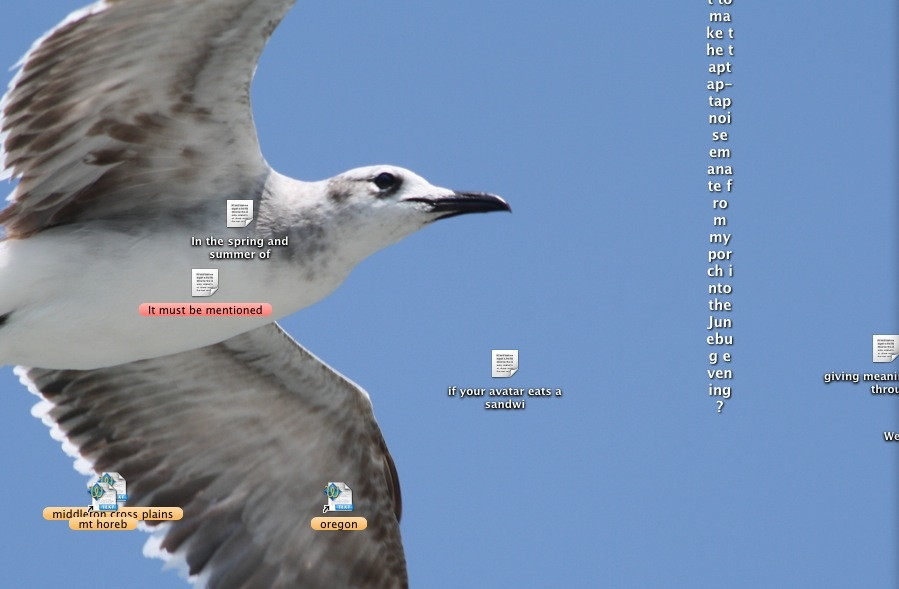 t to
ma
ke t
he t
apt
ap-
tap
noi
se
em
ana
te f
ro
m
my
por
ch i
nto
the
Jun
ebu
g e
ven
ing
?
In the spring and
summer of
It must be mentioned
if your avatar eats a
sandwi
giving meani
throu
We
middleton cross plains
mt horeb
oregon